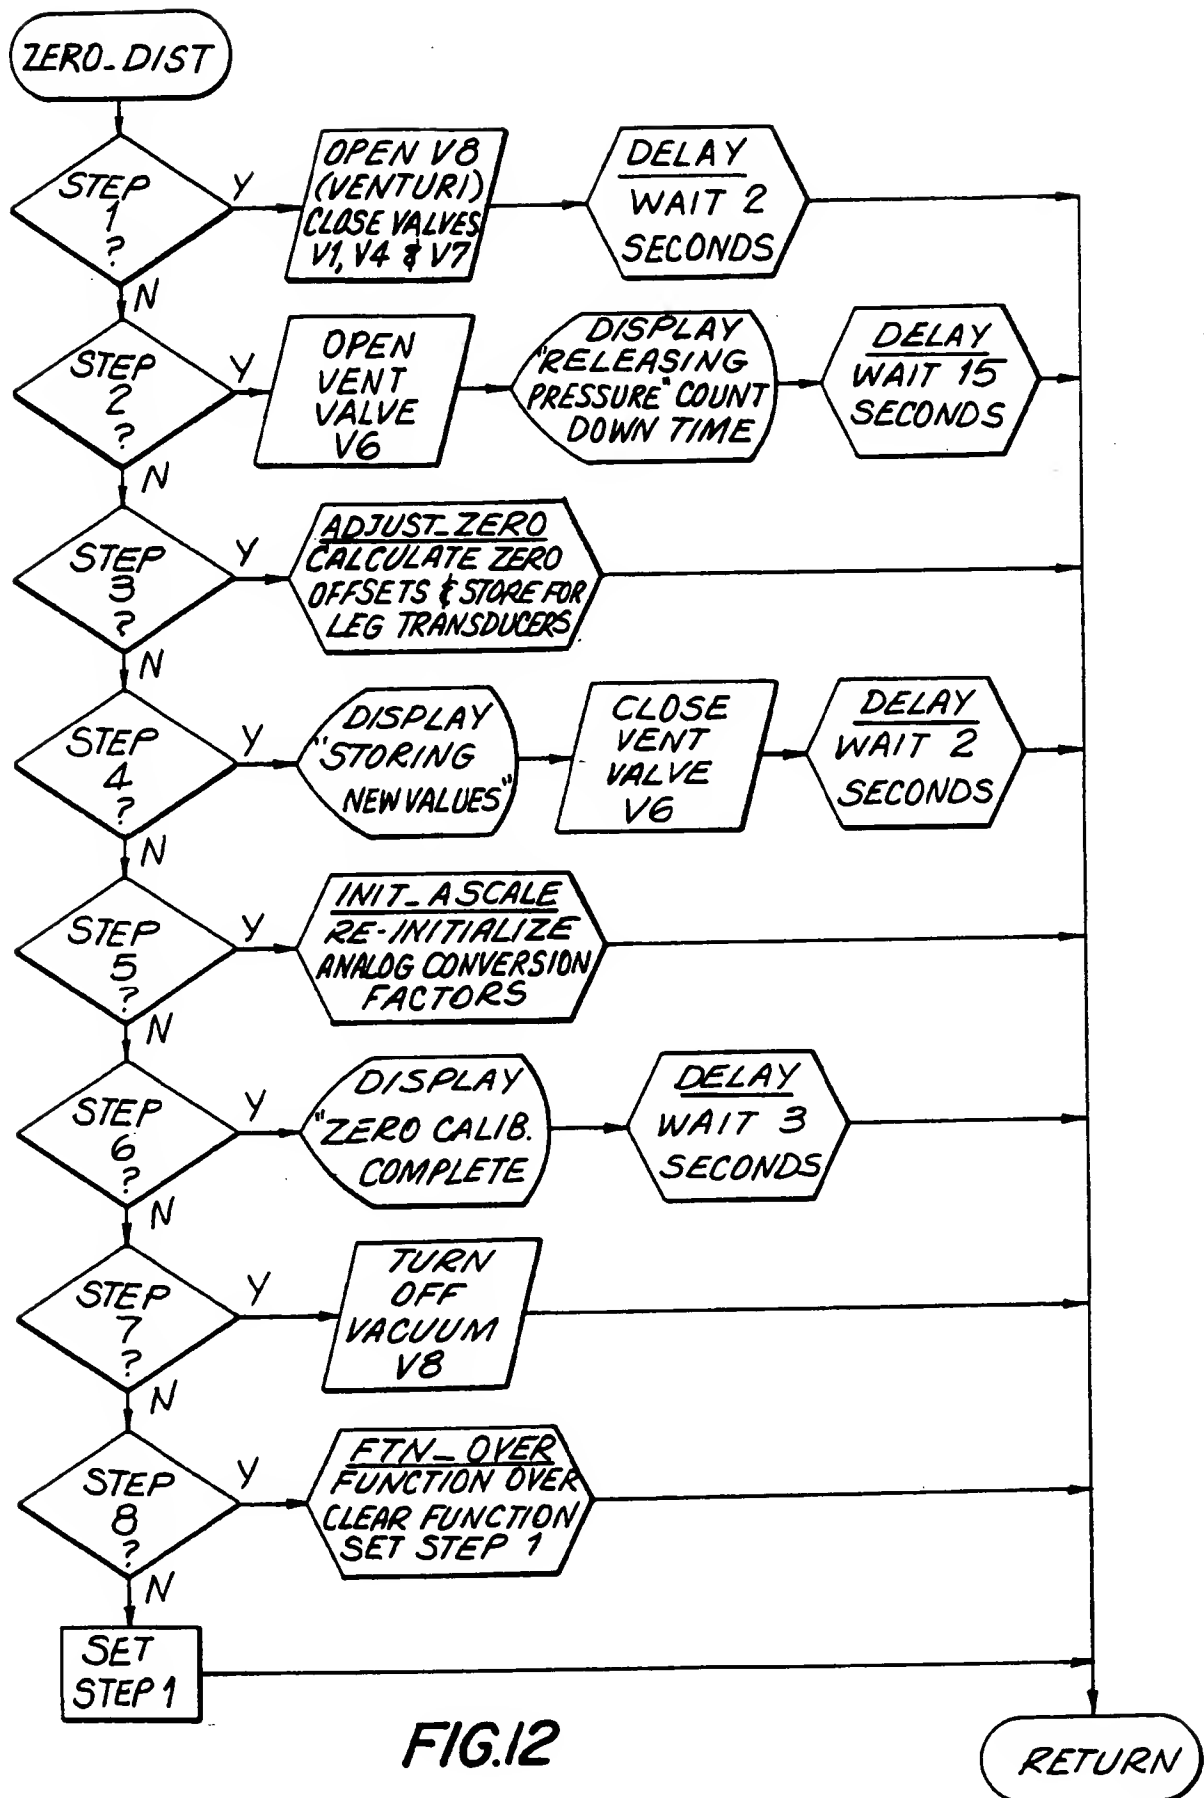 ZERO_DIST
STEP
1
?
Y
N
OPEN V8
(VENTURI)
CLOSE VALVES
V1, V4 & V7
DELAY
WAIT 2
SECONDS
STEP
2
?
Y
N
OPEN
VENT
VALVE
V6
DISPLAY
"RELEASING
PRESSURE" COUNT
DOWN TIME
DELAY
WAIT 15
SECONDS
STEP
3
?
Y
N
ADJUST_ZERO
CALCULATE ZERO
OFFSETS & STORE FOR
LEG TRANSDUCERS
STEP
4
?
Y
N
DISPLAY
"STORING
NEW VALUES"
CLOSE
VENT
VALVE
V6
DELAY
WAIT 2
SECONDS
STEP
5
?
Y
N
INIT_ASCALE
RE-INITIALIZE
ANALOG CONVERSION
FACTORS
STEP
6
?
Y
N
DISPLAY
"ZERO CALIB.
COMPLETE
DELAY
WAIT 3
SECONDS
STEP
7
?
Y
N
TURN
OFF
VACUUM
V8
STEP
8
?
Y
N
FTN_OVER
FUNCTION OVER
CLEAR FUNCTION
SET STEP 1
SET
STEP 1
RETURN
FIG.12